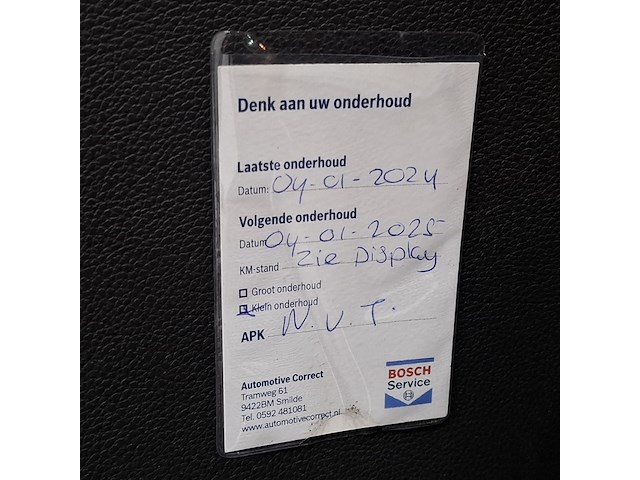 Denk aan uw onderhoud
Laatste onderhoud
Datum: 04-01-2024
Volgende onderhoud
Datum 04-01-2025
KM-stand zie Display
Groot onderhoud
Klein onderhoud
APK N.V.T.
Automotive Correct
Tramweg 61
9422BM Smilde
Tel. 0592 481081
www.automotivecorrect.nl
BOSCH
Service